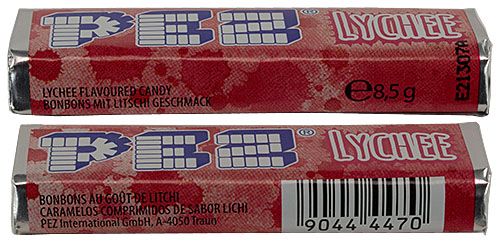 PEZ® LYCHEE
LYCHEE FLAVOURED CANDY
BONBONS MIT LITSCHI GESCHMACK
℮8,5 g
E21307A
PEZ® LYCHEE
BONBONS AU GOÛT DE LITCHI
CARAMELOS COMPRIMIDOS DE SABOR LICHI
PEZ International GmbH, A-4050 Traun
9044 4470